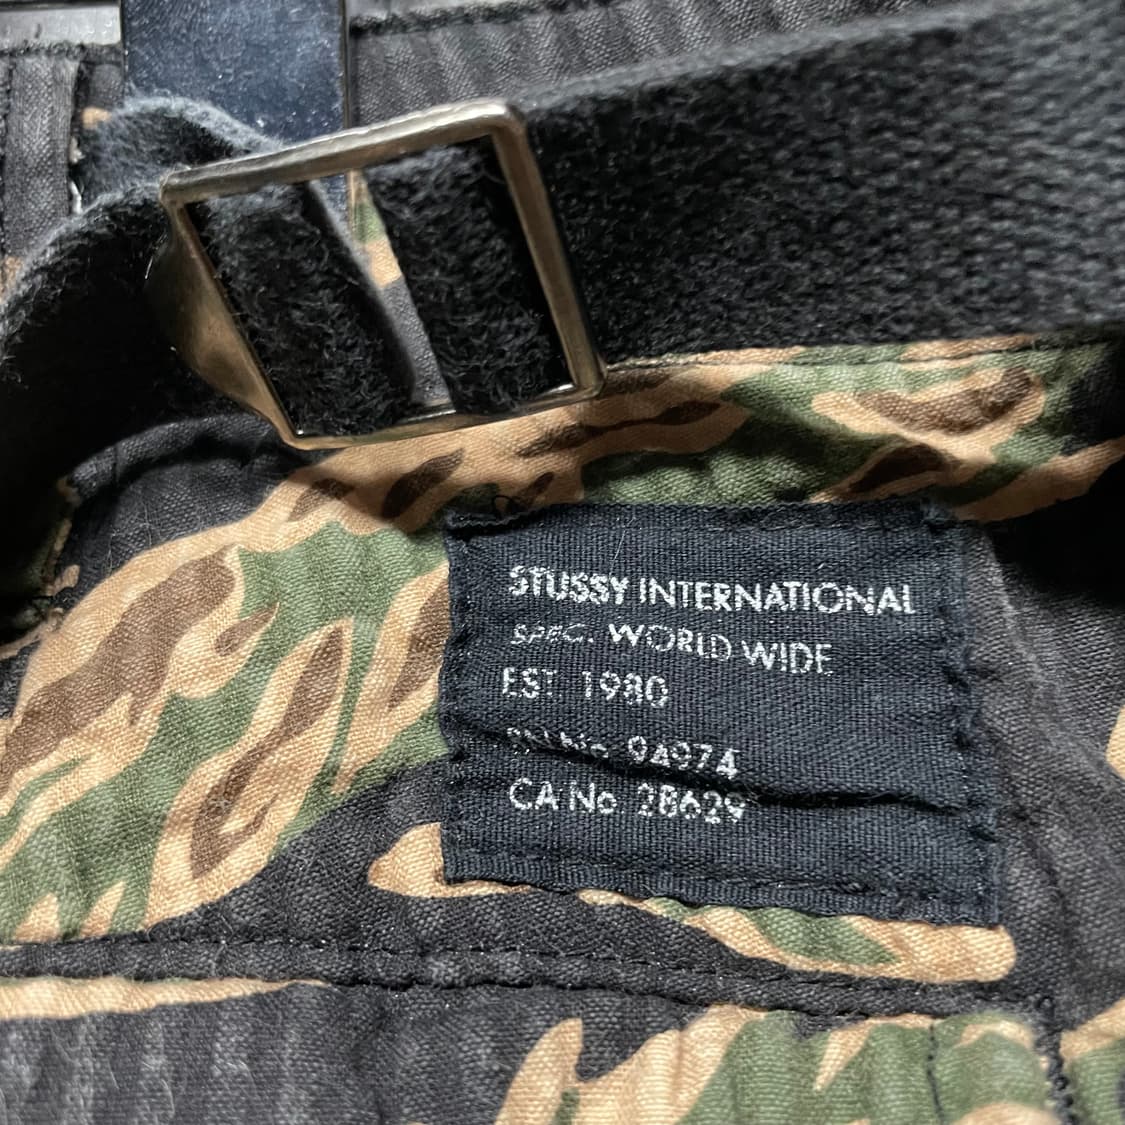 STUSSY INTERNATIONAL
SPEC. WORLD WIDE
EST 1980
RN No. 94974
CA No. 28629